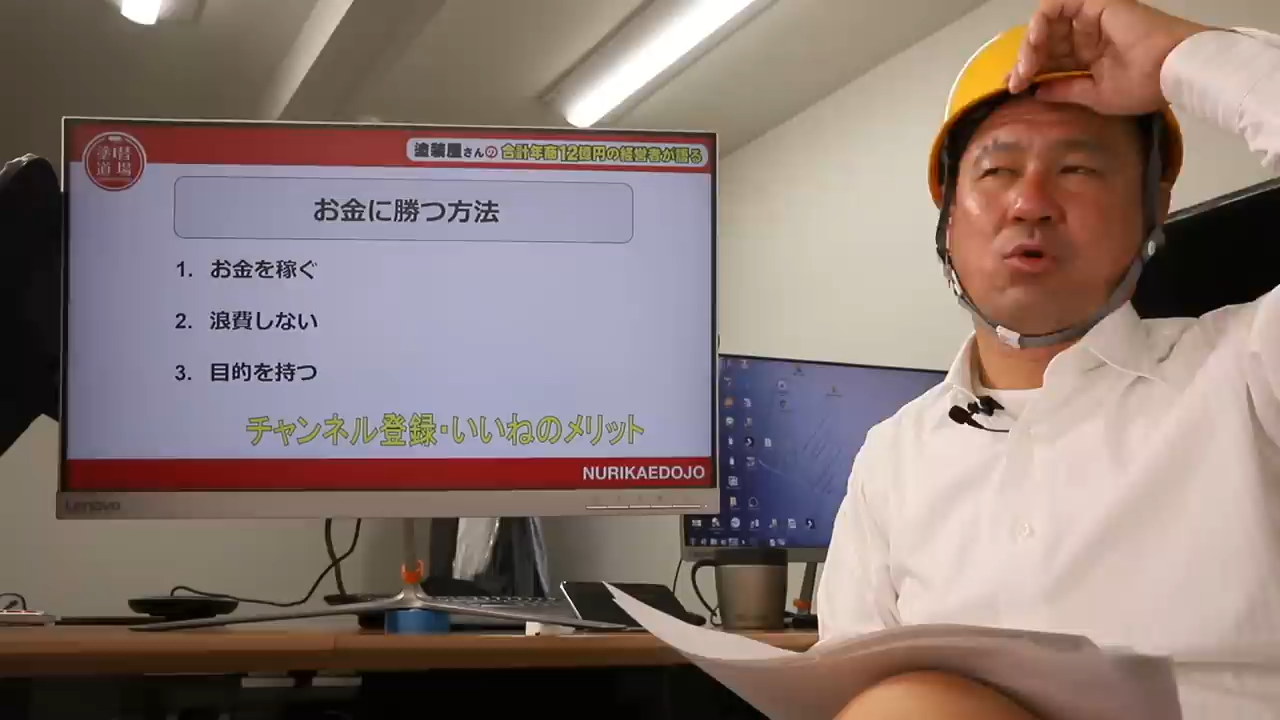 塗替
道場
塗装屋さんの 合計年商12億円の経営者が語る
お金に勝つ方法
1. お金を稼ぐ
2. 浪費しない
3. 目的を持つ
チャンネル登録・いいねのメリット
NURIKAEDOJO
Lenovo